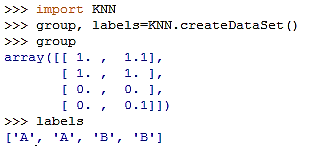 >>> import KNN
>>> group, labels=KNN.createDataSet()
>>> group
array([[ 1. ,  1.1],
       [ 1. ,  1. ],
       [ 0. ,  0. ],
       [ 0. ,  0.1]])
>>> labels
['A', 'A', 'B', 'B']